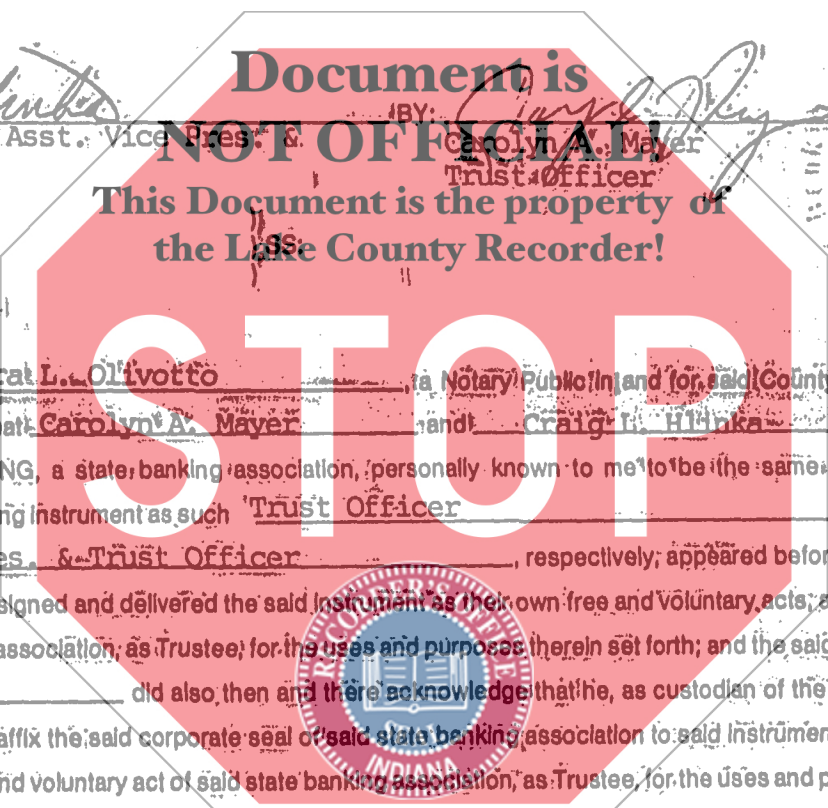 Document is
BY:
Asst. Vice Pres. & Carolyn A. Mayer
NOT OFFICIAL!
Trust Officer
This Document is the property of
the Lake County Recorder!
SS:
STOP
L. Olivotto , a Notary Public in and for said County
Carolyn A. Mayer and Craig L. Hlinka
NG, a state banking association, personally known to me to be the same
ng instrument as such Trust Officer
es. & Trust Officer , respectively, appeared befor
signed and delivered the said instrument as their own free and voluntary acts, a
association, as Trustee, for the uses and purposes therein set forth; and the said
did also then and there acknowledge that he, as custodian of the
affix the said corporate seal of said state banking association to said instrumen
nd voluntary act of said state banking association, as Trustee, for the uses and p
RECORDER'S OFFICE
SEAL
INDIANA